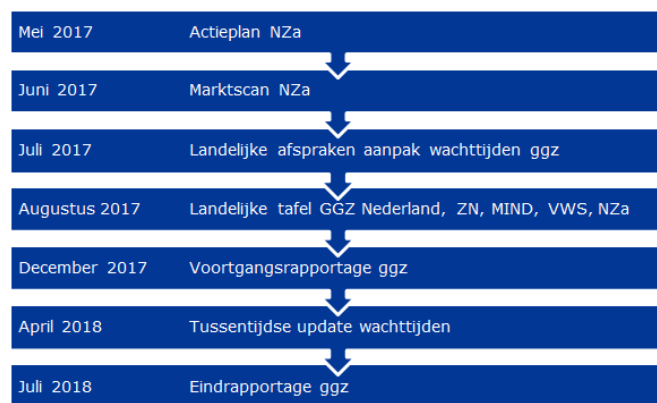 Mei 2017 Actieplan NZa
Juni 2017 Marktscan NZa
Juli 2017 Landelijke afspraken aanpak wachttijden ggz
Augustus 2017 Landelijke tafel GGZ Nederland, ZN, MIND, VWS, NZa
December 2017 Voortgangsrapportage ggz
April 2018 Tussentijdse update wachttijden
Juli 2018 Eindrapportage ggz